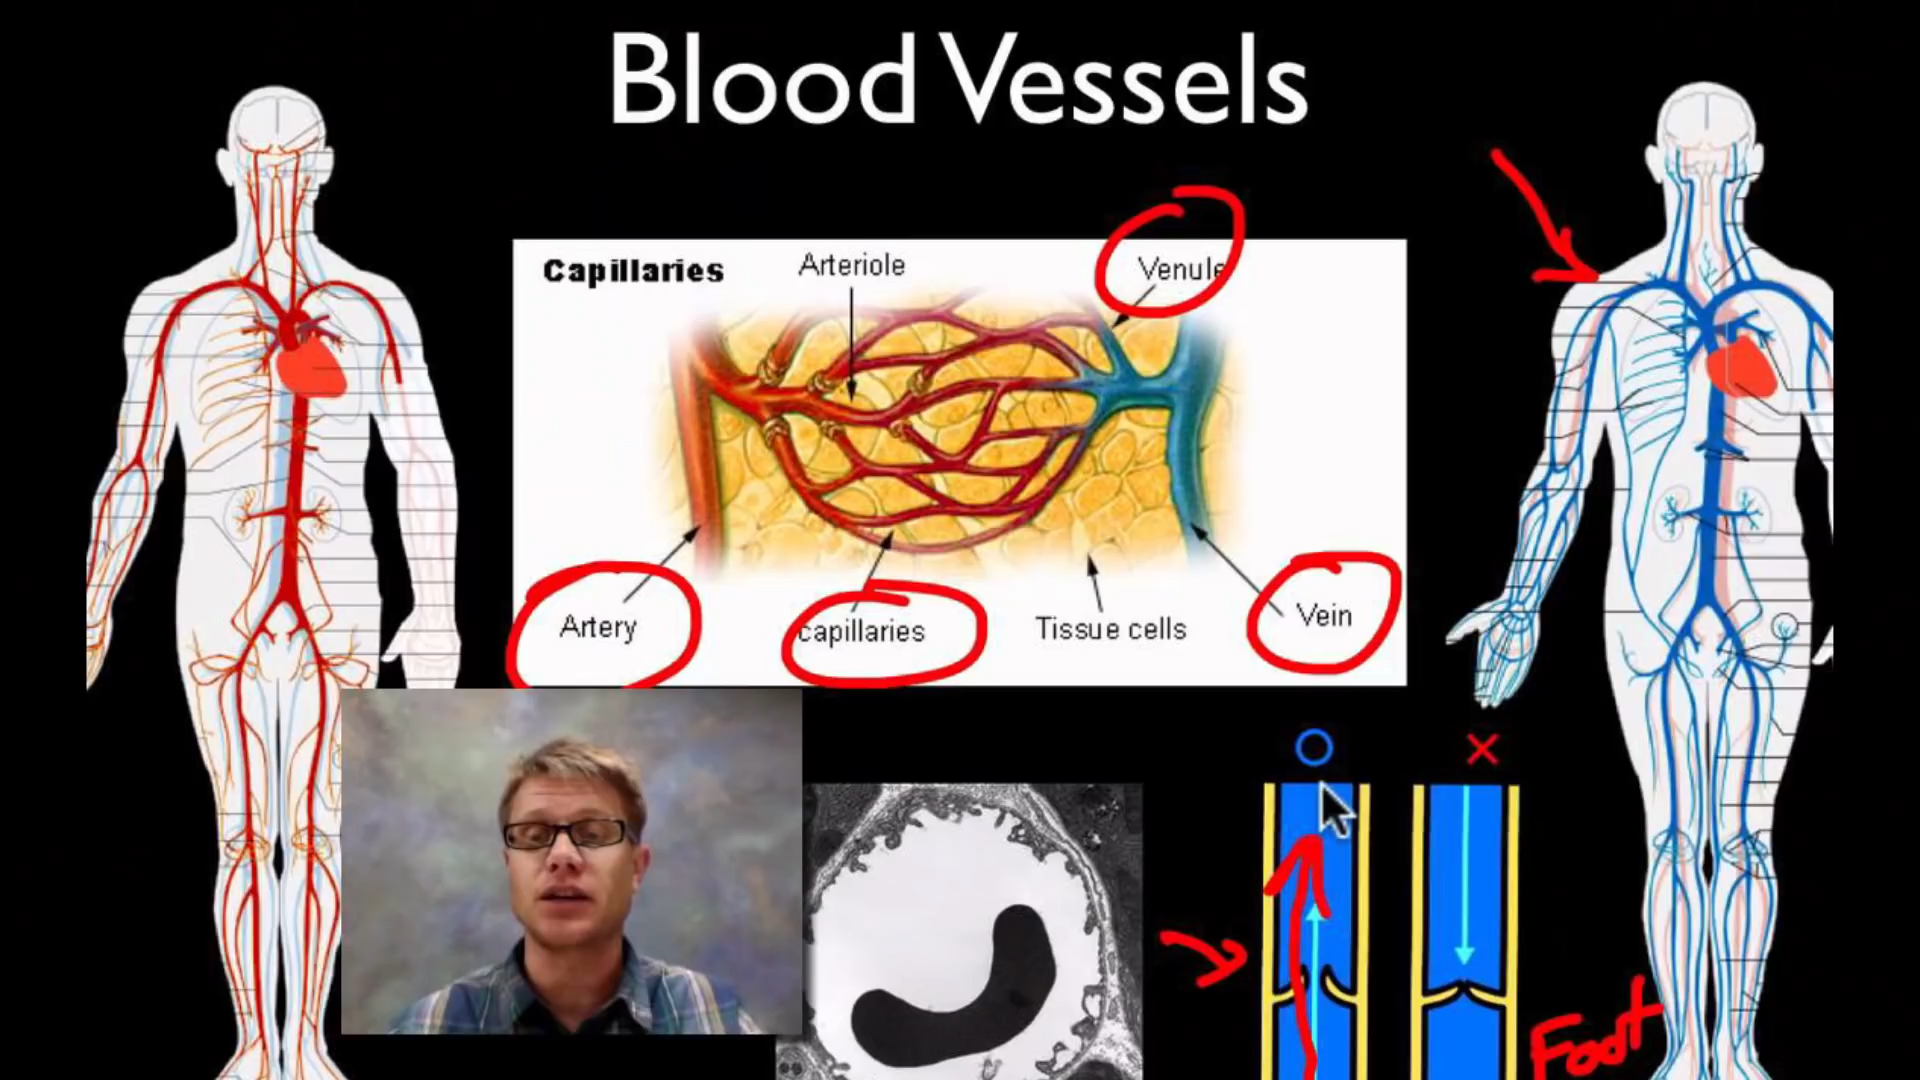 Blood Vessels
Capillaries
Arteriole
Venule
Artery
capillaries
Tissue cells
Vein
Foot